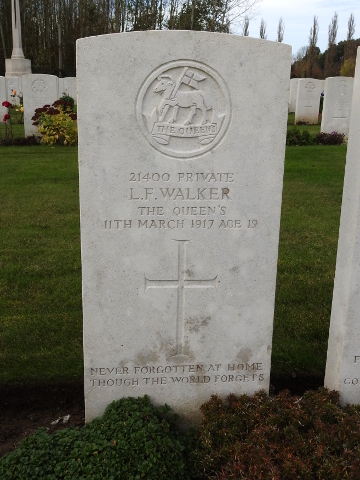 THE QUEEN'S
21400 PRIVATE
L.F. WALKER
THE QUEEN'S
11TH MARCH 1917 AGE 19
NEVER FORGOTTEN AT HOME
THOUGH THE WORLD FORGETS